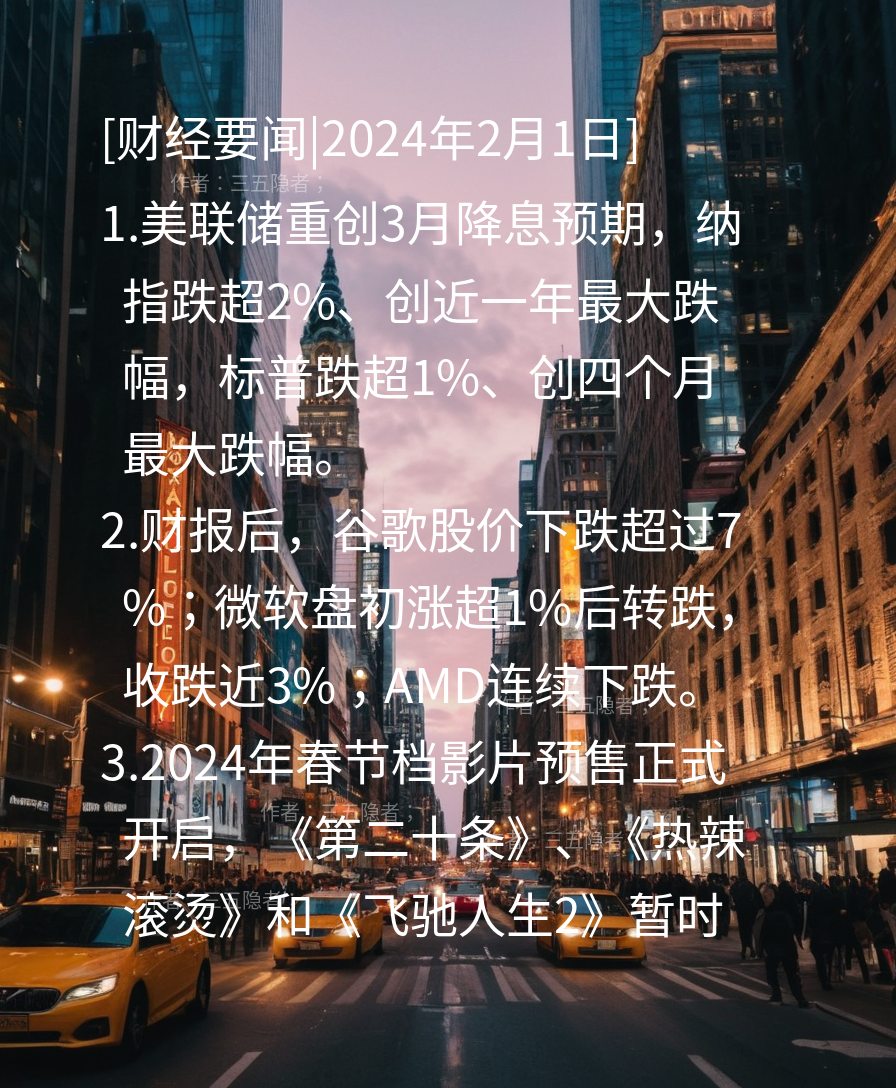 [财经要闻|2024年2月1日]
作者：三五隐者；
1.美联储重创3月降息预期，纳
指跌超2%、创近一年最大跌
幅，标普跌超1%、创四个月
最大跌幅。
2.财报后，谷歌股价下跌超过7
%；微软盘初涨超1%后转跌，
收跌近3%，AMD连续下跌。
作者：三五隐者；
3.2024年春节档影片预售正式
作者：三五隐者；
开启，《第二十条》、《热辣
三五隐者
滚烫》和《飞驰人生2》暂时
三五隐者